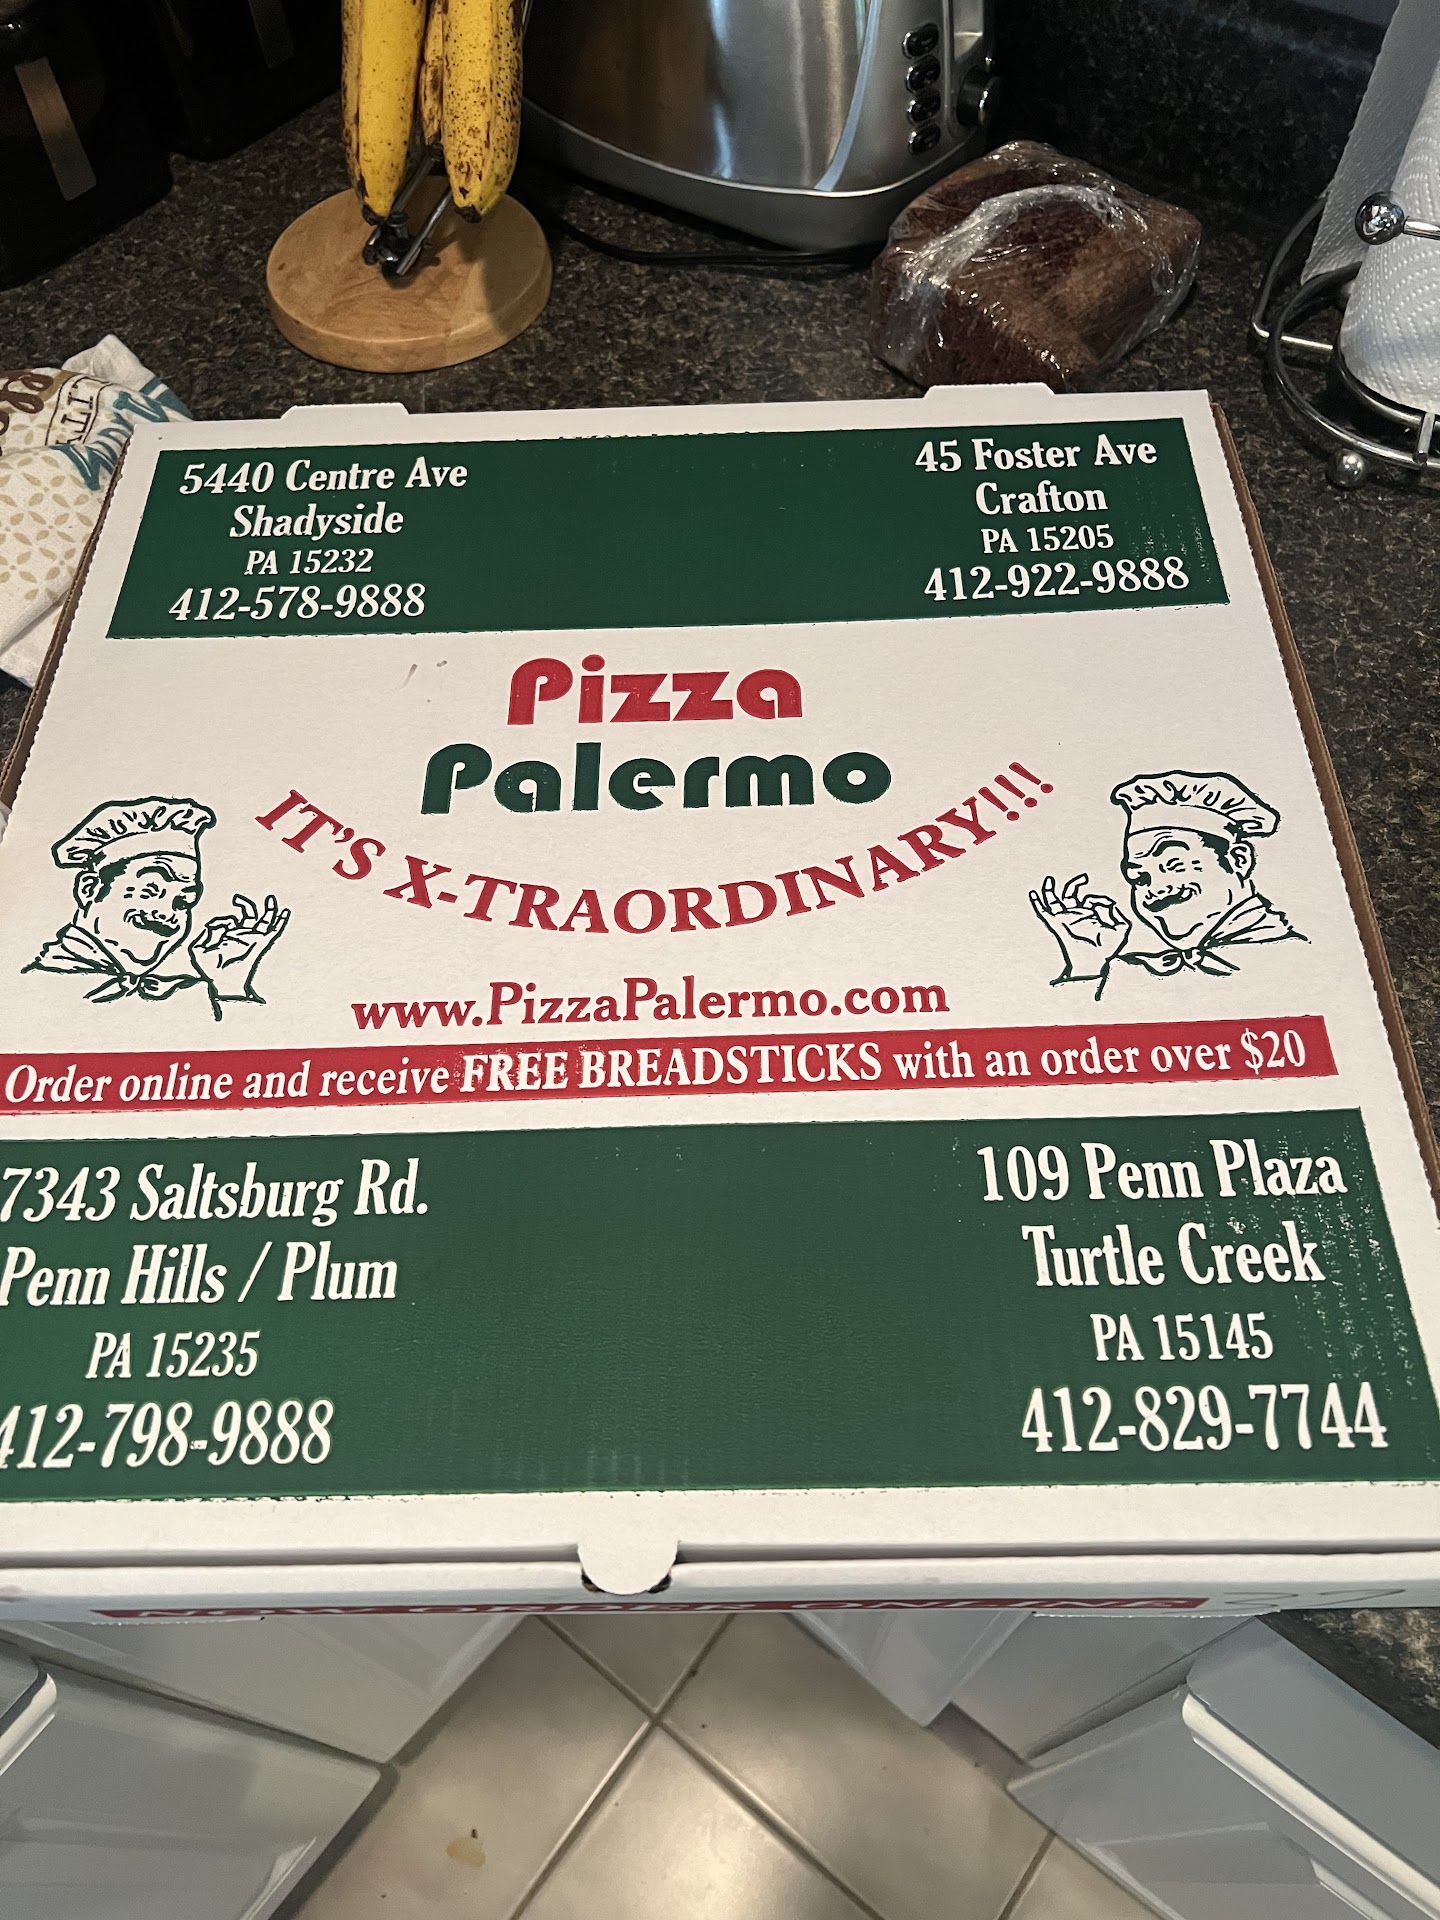 5440 Centre Ave
Shadyside
PA 15232
412-578-9888
45 Foster Ave
Crafton
PA 15205
412-922-9888
Pizza
Palermo
IT'S X-TRAORDINARY!!!
www.PizzaPalermo.com
Order online and receive FREE BREADSTICKS with an order over $20
7343 Saltsburg Rd.
Penn Hills / Plum
PA 15235
412-798-9888
109 Penn Plaza
Turtle Creek
PA 15145
412-829-7744
NOW ORDER ONLINE